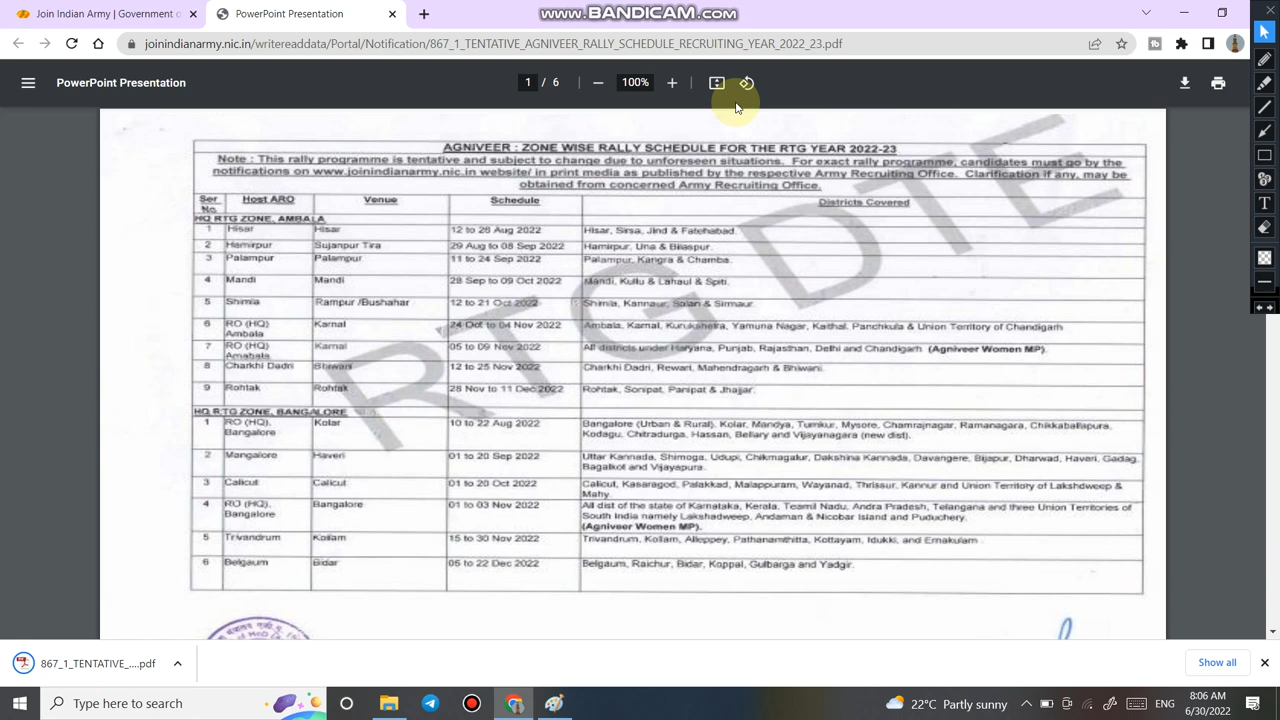 Join Indian Army | Government o
PowerPoint Presentation
WWW.BANDICAM.COM
joinindianarmy.nic.in/writereaddata/Portal/Notification/867_1_TENTATIVE_AGNVEER_RALLY_SCHEDULE_RECRUITING_YEAR_2022_23.pdf
PowerPoint Presentation
1 / 6
100%
AGNIVEER : ZONE WISE RALLY SCHEDULE FOR THE RTG YEAR 2022-23
Note : This rally programme is tentative and subject to change due to unforeseen situations. For exact rally programme, candidates must go by the
notifications on www.joinindianarmy.nic.in website/ in print media as published by the respective Army Recruiting Office. Clarification if any, may be
obtained from concerned Army Recruiting Office.
Ser No. Host ARO Venue Schedule Districts Covered
HQ RTG ZONE, AMBALA
1 Hisar Hisar 12 to 26 Aug 2022 Hisar, Sirsa, Jind & Fatehabad.
2 Hamirpur Sujanpur Tira 29 Aug to 08 Sep 2022 Hamirpur, Una & Bilaspur.
3 Palampur Palampur 11 to 24 Sep 2022 Palampur, Kangra & Chamba.
4 Mandi Mandi 28 Sep to 09 Oct 2022 Mandi, Kullu & Lahaul & Spiti.
5 Shimla Rampur /Bushahar 12 to 21 Oct 2022 Shimla, Kannaur, Solan & Sirmaur.
6 RO (HQ) Ambala Karnal 24 Oct to 04 Nov 2022 Ambala, Karnal, Kurukshetra, Yamuna Nagar, Kaithal, Panchkula & Union Territory of Chandigarh
7 RO (HQ) Amabala Karnal 05 to 09 Nov 2022 All districts under Haryana, Punjab, Rajasthan, Delhi and Chandigarh (Agniveer Women MP).
8 Charkhi Dadri Bhiwani 12 to 25 Nov 2022 Charkhi Dadri, Rewari, Mahendragarh & Bhiwani.
9 Rohtak Rohtak 28 Nov to 11 Dec 2022 Rohtak, Sonipat, Panipat & Jhajjar.
HQ RTG ZONE, BANGALORE
1 RO (HQ), Bangalore Kolar 10 to 22 Aug 2022 Bangalore (Urban & Rural), Kolar, Mandya, Tumkur, Mysore, Chamrajnagar, Ramanagara, Chikkaballapura,
Kodagu, Chitradurga, Hassan, Bellary and Vijayanagara (new dist).
2 Mangalore Haveri 01 to 20 Sep 2022 Uttar Kannada, Shimoga, Udupi, Chikmagalur, Dakshina Kannada, Davangere, Bijapur, Dharwad, Haveri, Gadag,
Bagalkot and Vijayapura.
3 Calicut Calicut 01 to 20 Oct 2022 Calicut, Kasaragod, Palakkad, Malappuram, Wayanad, Thrissur, Kannur and Union Territory of Lakshdweep &
Mahy.
4 RO (HQ), Bangalore Bangalore 01 to 03 Nov 2022 All dist of the state of Karnataka, Kerala, Teamil Nadu, Andra Pradesh, Telangana and three Union Territories of
South India namely Lakshadweep, Andaman & Nicobar Island and Puduchery.
(Agniveer Women MP).
5 Trivandrum Kollam 15 to 30 Nov 2022 Trivandrum, Kollam, Alleppey, Pathanamthitta, Kottayam, Idukki, and Ernakulam
6 Belgaum Bidar 05 to 22 Dec 2022 Belgaum, Raichur, Bidar, Koppal, Gulbarga and Yadgir.
RTG DTE
867_1_TENTATIVE_....pdf
Show all
Type here to search
22°C Partly sunny
ENG
8:06 AM
6/30/2022